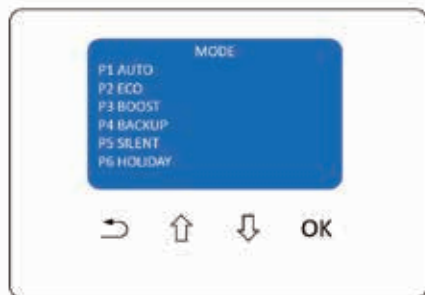 MODE
P1 AUTO
P2 ECO
P3 BOOST
P4 BACKUP
P5 SILENT
P6 HOLIDAY
OK